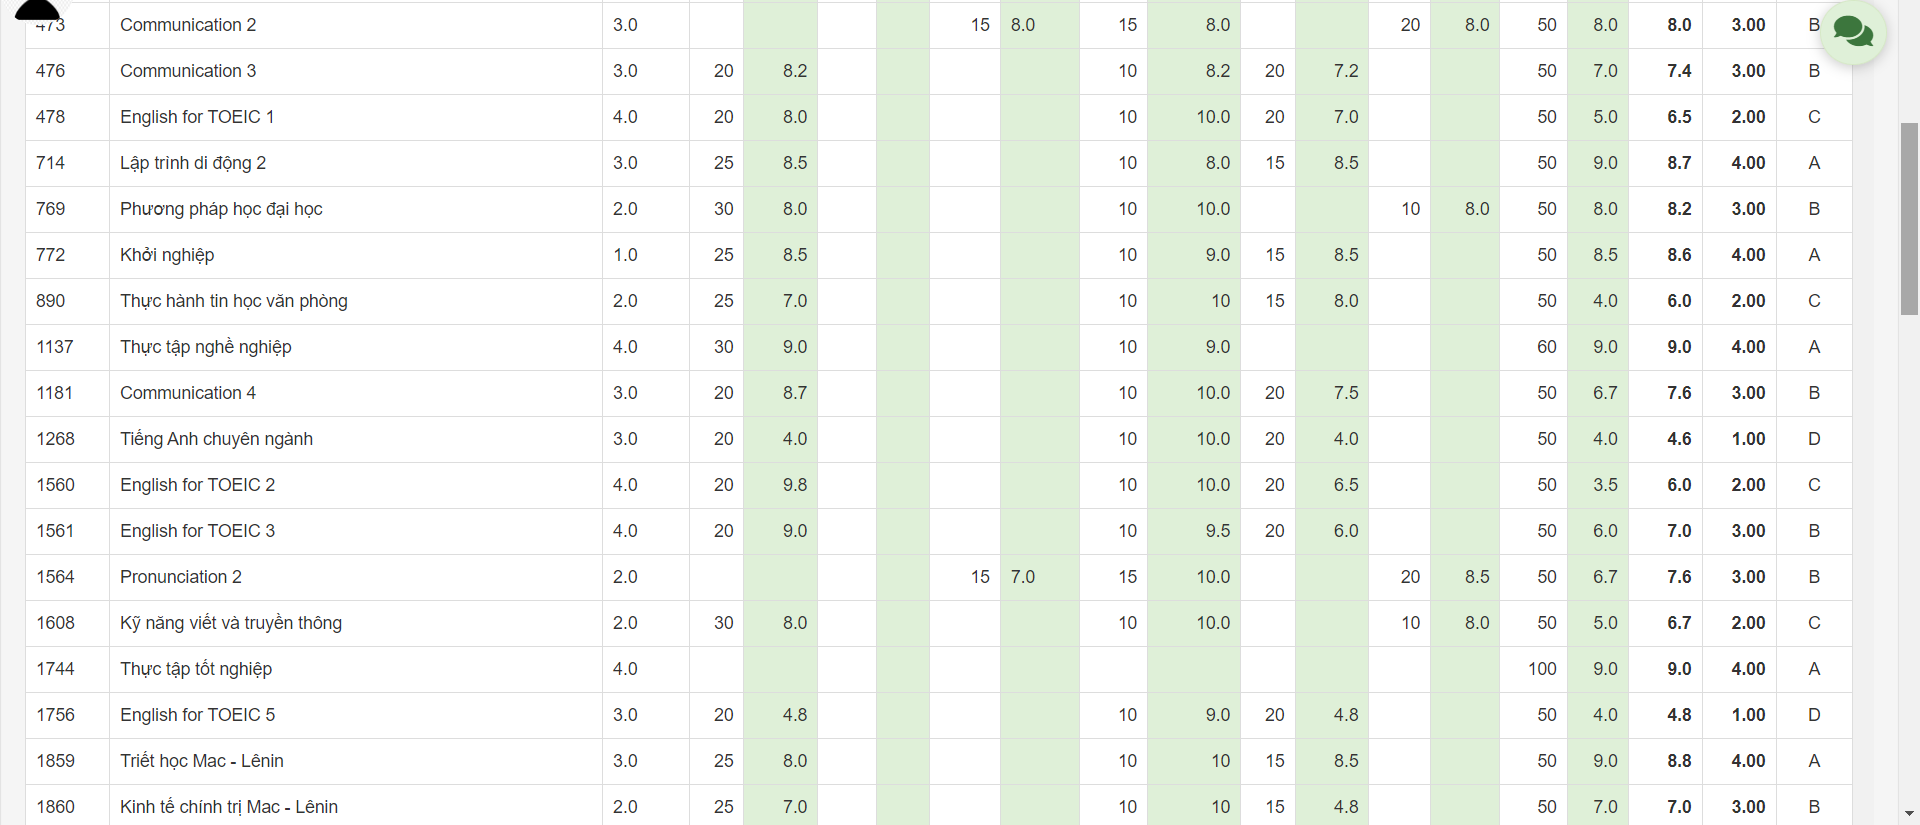 473 Communication 2 3.0 15 8.0 15 8.0 20 8.0 50 8.0 8.0 3.00 B
476 Communication 3 3.0 20 8.2 10 8.2 20 7.2 50 7.0 7.4 3.00 B
478 English for TOEIC 1 4.0 20 8.0 10 10.0 20 7.0 50 5.0 6.5 2.00 C
714 Lập trình di động 2 3.0 25 8.5 10 8.0 15 8.5 50 9.0 8.7 4.00 A
769 Phương pháp học đại học 2.0 30 8.0 10 10.0 10 8.0 50 8.0 8.2 3.00 B
772 Khởi nghiệp 1.0 25 8.5 10 9.0 15 8.5 50 8.5 8.6 4.00 A
890 Thực hành tin học văn phòng 2.0 25 7.0 10 10 15 8.0 50 4.0 6.0 2.00 C
1137 Thực tập nghề nghiệp 4.0 30 9.0 10 9.0 60 9.0 9.0 4.00 A
1181 Communication 4 3.0 20 8.7 10 10.0 20 7.5 50 6.7 7.6 3.00 B
1268 Tiếng Anh chuyên ngành 3.0 20 4.0 10 10.0 20 4.0 50 4.0 4.6 1.00 D
1560 English for TOEIC 2 4.0 20 9.8 10 10.0 20 6.5 50 3.5 6.0 2.00 C
1561 English for TOEIC 3 4.0 20 9.0 10 9.5 20 6.0 50 6.0 7.0 3.00 B
1564 Pronunciation 2 2.0 15 7.0 15 10.0 20 8.5 50 6.7 7.6 3.00 B
1608 Kỹ năng viết và truyền thông 2.0 30 8.0 10 10.0 10 8.0 50 5.0 6.7 2.00 C
1744 Thực tập tốt nghiệp 4.0 100 9.0 9.0 4.00 A
1756 English for TOEIC 5 3.0 20 4.8 10 9.0 20 4.8 50 4.0 4.8 1.00 D
1859 Triết học Mac - Lênin 3.0 25 8.0 10 10 15 8.5 50 9.0 8.8 4.00 A
1860 Kinh tế chính trị Mac - Lênin 2.0 25 7.0 10 10 15 4.8 50 7.0 7.0 3.00 B